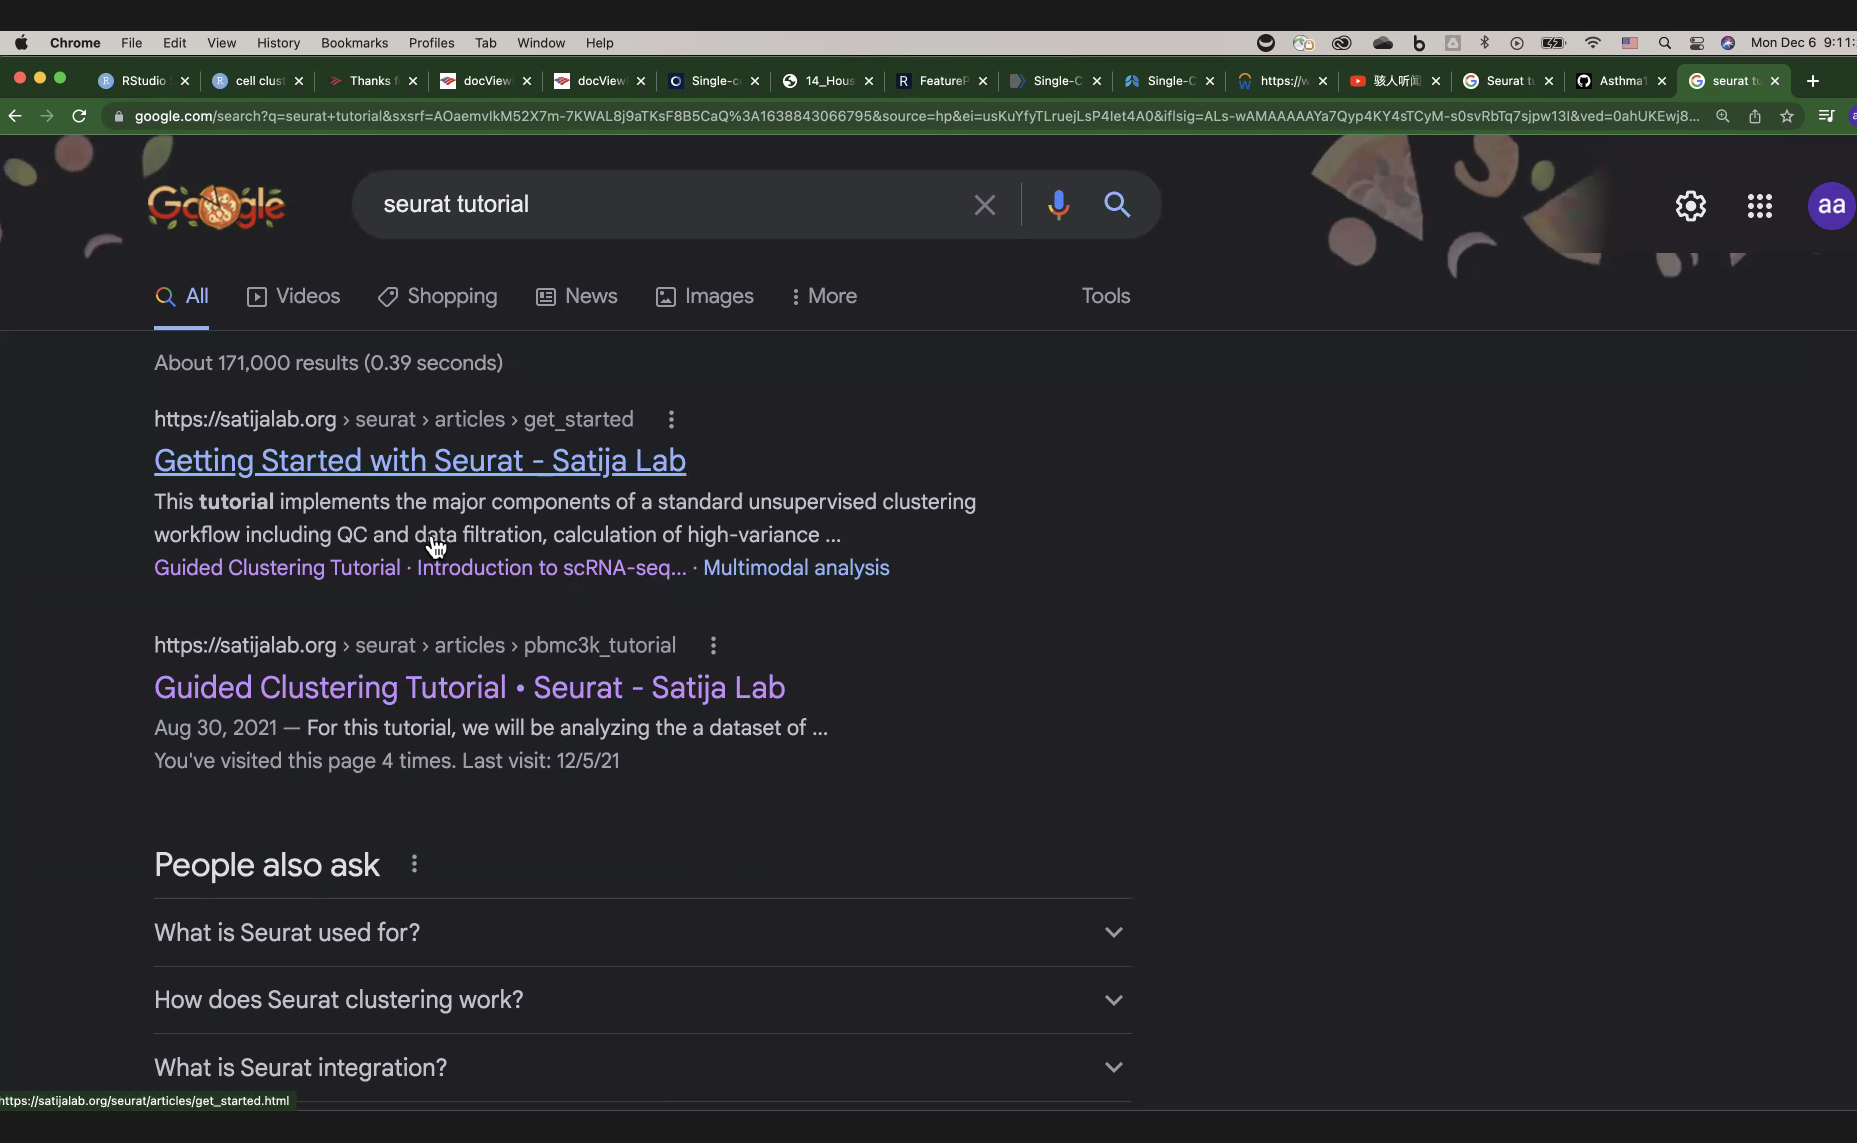 Chrome File Edit View History Bookmarks Profiles Tab Window Help Mon Dec 6 9:11:
RStudio cell clust Thanks f docView docView Single-c 14_Hous FeatureP Single-C Single-C https://w 骇人听闻 Seurat tu Asthma1 seurat tu
google.com/search?q=seurat+tutorial&sxsrf=AOaemvIkM52X7m-7KWAL8j9aTKsF8B5CaQ%3A1638843066795&source=hp&ei=usKuYfyTLruejLsP4Iet4A0&iflsig=ALs-wAMAAAAAYa7Qyp4KY4sTCyM-s0svRbTq7sjpw13I&ved=0ahUKEwj8...
Google
seurat tutorial
aa
All Videos Shopping News Images More Tools
About 171,000 results (0.39 seconds)
https://satijalab.org › seurat › articles › get_started
Getting Started with Seurat - Satija Lab
This tutorial implements the major components of a standard unsupervised clustering
workflow including QC and data filtration, calculation of high-variance ...
Guided Clustering Tutorial · Introduction to scRNA-seq... · Multimodal analysis
https://satijalab.org › seurat › articles › pbmc3k_tutorial
Guided Clustering Tutorial • Seurat - Satija Lab
Aug 30, 2021 — For this tutorial, we will be analyzing the a dataset of ...
You've visited this page 4 times. Last visit: 12/5/21
People also ask
What is Seurat used for?
How does Seurat clustering work?
What is Seurat integration?
https://satijalab.org/seurat/articles/get_started.html